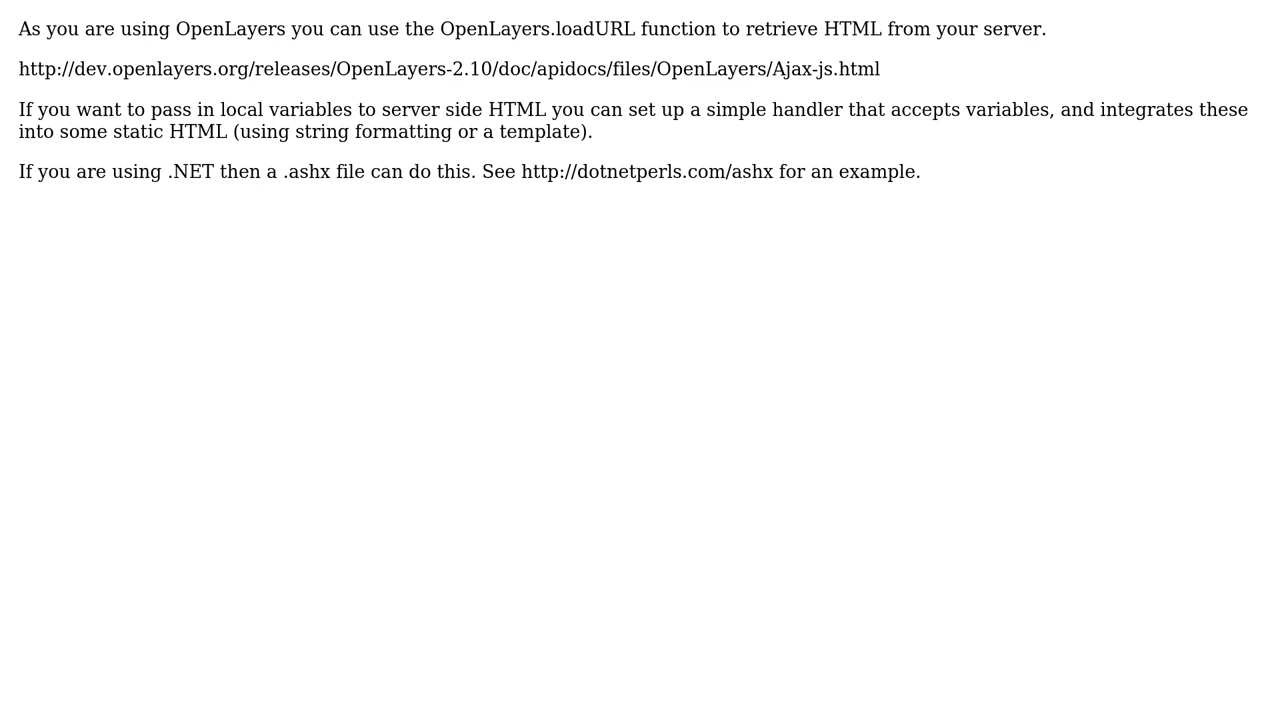 As you are using OpenLayers you can use the OpenLayers.loadURL function to retrieve HTML from your server.
http://dev.openlayers.org/releases/OpenLayers-2.10/doc/apidocs/files/OpenLayers/Ajax-js.html
If you want to pass in local variables to server side HTML you can set up a simple handler that accepts variables, and integrates these
into some static HTML (using string formatting or a template).
If you are using .NET then a .ashx file can do this. See http://dotnetperls.com/ashx for an example.